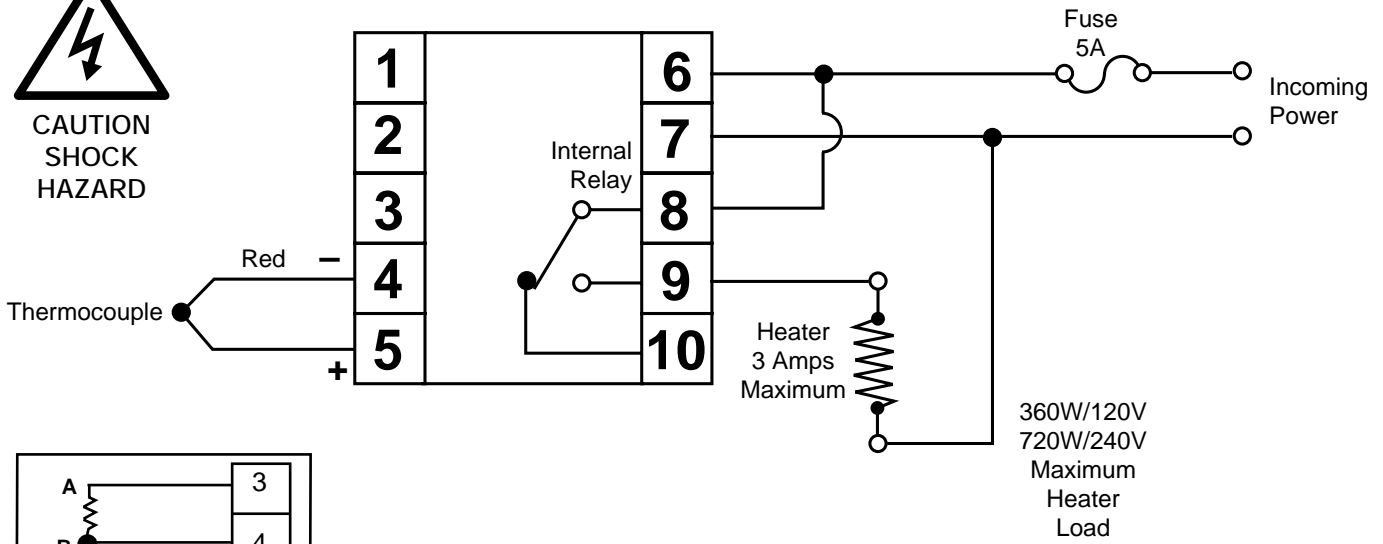 CAUTION
SHOCK
HAZARD
1
2
3
4
5
6
7
8
9
10
Internal
Relay
Fuse
5A
Incoming
Power
Red
−
Thermocouple
+
Heater
3 Amps
Maximum
360W/120V
720W/240V
Maximum
Heater
Load
A
3
B
4